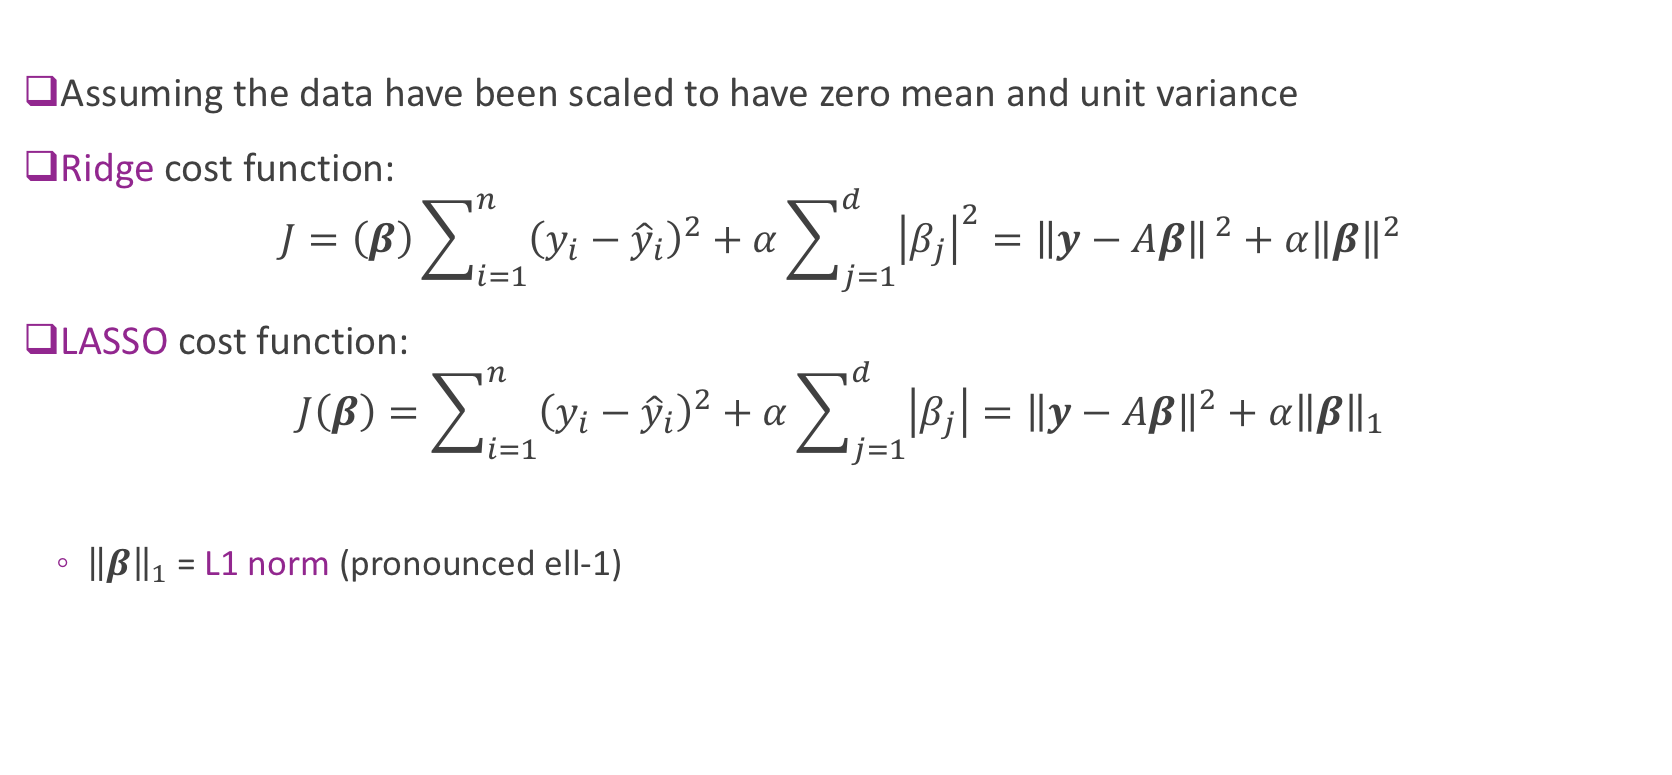 ❑Assuming the data have been scaled to have zero mean and unit variance
❑Ridge cost function:
J = (𝜷) ∑_{i=1}^{n} (y_i − ŷ_i)² + α ∑_{j=1}^{d} |β_j|² = ‖𝒚 − A𝜷‖ ² + α‖𝜷‖²
❑LASSO cost function:
J(𝜷) = ∑_{i=1}^{n} (y_i − ŷ_i)² + α ∑_{j=1}^{d} |β_j| = ‖𝒚 − A𝜷‖² + α‖𝜷‖₁
◦ ‖𝜷‖₁ = L1 norm (pronounced ell-1)